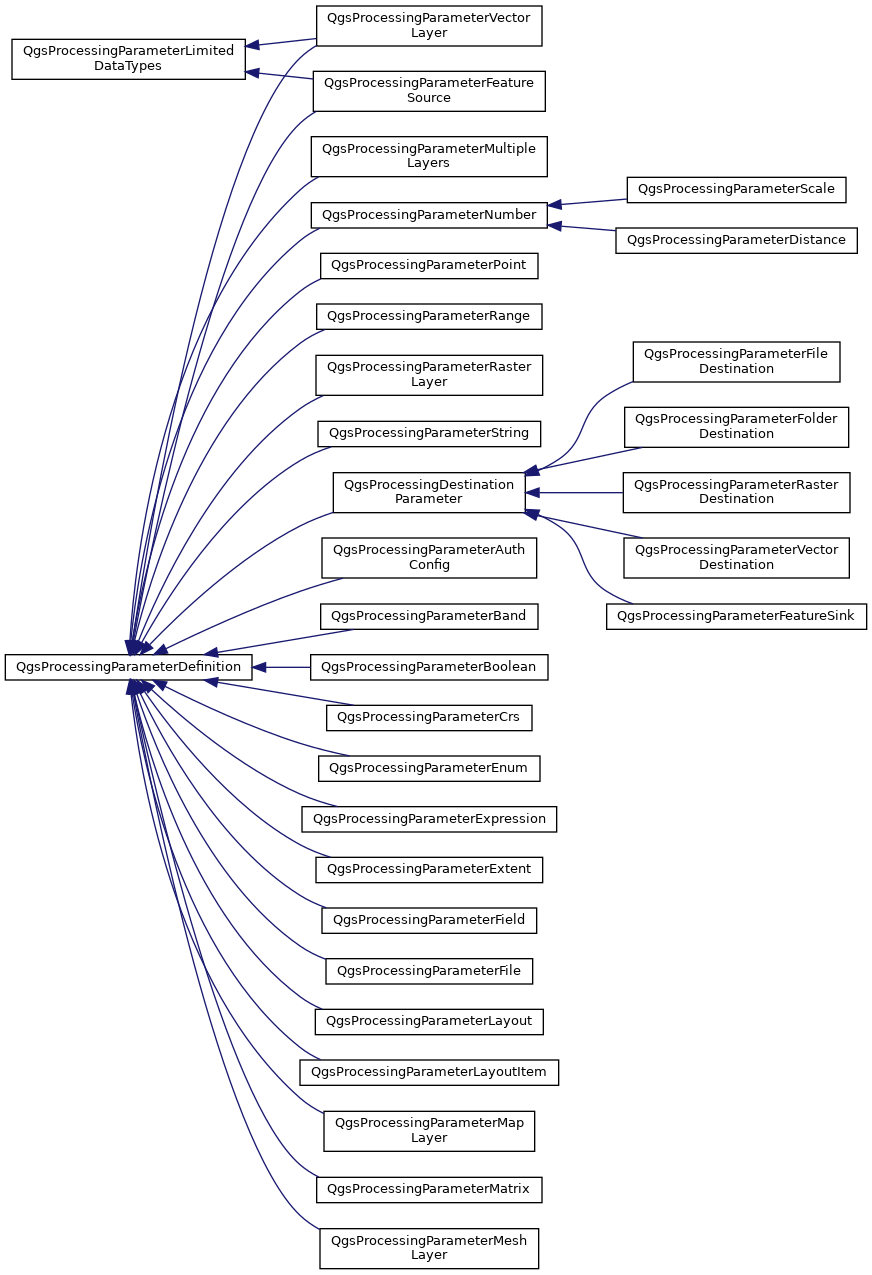 QgsProcessingParameterLimited
DataTypes
QgsProcessingParameterDefinition
QgsProcessingParameterVector
Layer
QgsProcessingParameterFeature
Source
QgsProcessingParameterMultiple
Layers
QgsProcessingParameterNumber
QgsProcessingParameterPoint
QgsProcessingParameterRange
QgsProcessingParameterRaster
Layer
QgsProcessingParameterString
QgsProcessingDestination
Parameter
QgsProcessingParameterAuth
Config
QgsProcessingParameterBand
QgsProcessingParameterBoolean
QgsProcessingParameterCrs
QgsProcessingParameterEnum
QgsProcessingParameterExpression
QgsProcessingParameterExtent
QgsProcessingParameterField
QgsProcessingParameterFile
QgsProcessingParameterLayout
QgsProcessingParameterLayoutItem
QgsProcessingParameterMap
Layer
QgsProcessingParameterMatrix
QgsProcessingParameterMesh
Layer
QgsProcessingParameterScale
QgsProcessingParameterDistance
QgsProcessingParameterFile
Destination
QgsProcessingParameterFolder
Destination
QgsProcessingParameterRaster
Destination
QgsProcessingParameterVector
Destination
QgsProcessingParameterFeatureSink